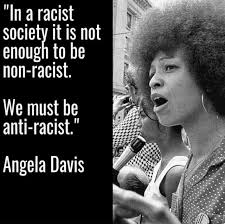 "In a racist
society it is not
enough to be
non-racist.
We must be
anti-racist."
Angela Davis